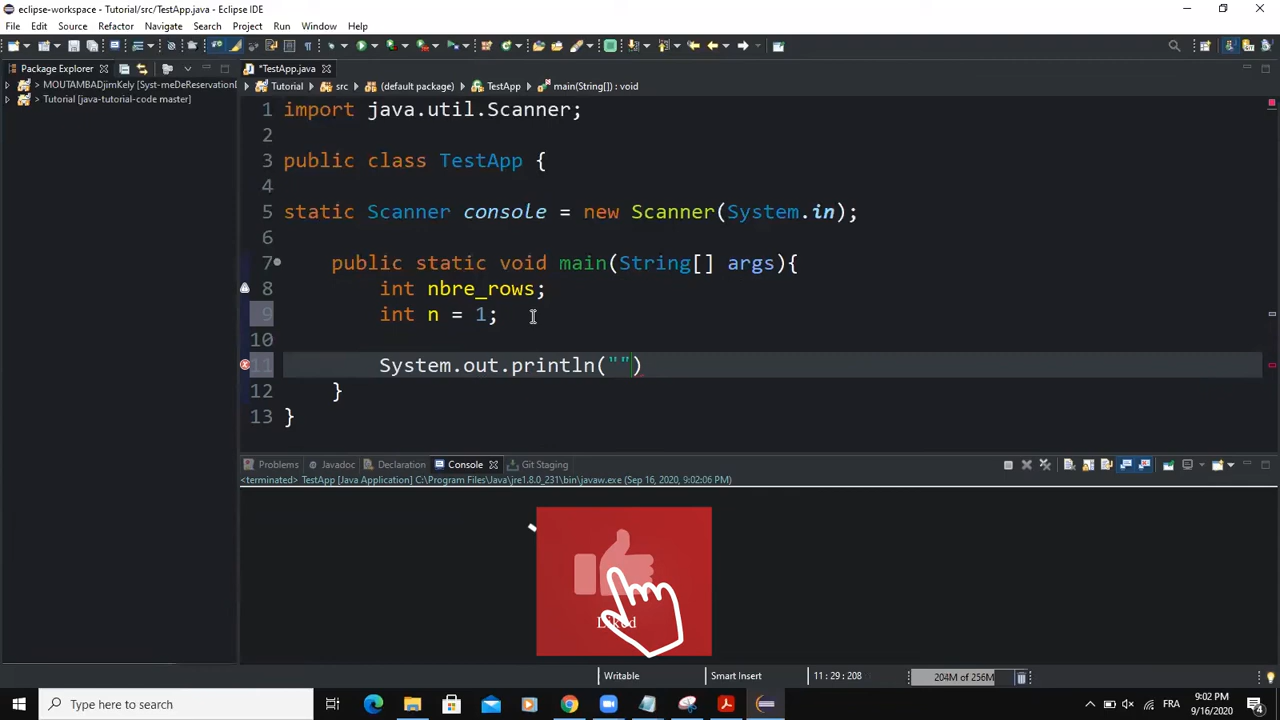 eclipse-workspace - Tutorial/src/TestApp.java - Eclipse IDE
File Edit Source Refactor Navigate Search Project Run Window Help
Package Explorer
*TestApp.java
MOUTAMBADjimKely [Syst-meDeReservationD
Tutorial [java-tutorial-code master]
Tutorial src (default package) TestApp main(String[]) : void
1 import java.util.Scanner;
2
3 public class TestApp {
4
5 static Scanner console = new Scanner(System.in);
6
7 public static void main(String[] args){
8 int nbre_rows;
9 int n = 1;
10
11 System.out.println("")
12 }
13 }
Problems Javadoc Declaration Console Git Staging
<terminated> TestApp [Java Application] C:\Program Files\Java\jre1.8.0_231\bin\javaw.exe (Sep 16, 2020, 9:02:06 PM)
Liked
Writable Smart Insert 11 : 29 : 208 204M of 256M
Type here to search
FRA
9:02 PM
9/16/2020
4